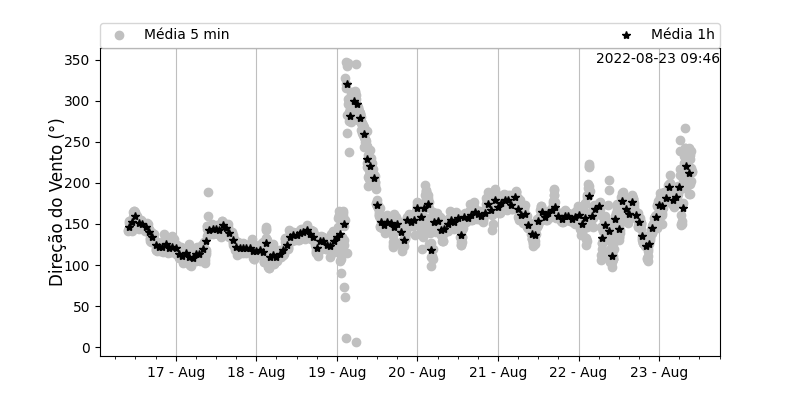 Média 5 min
Média 1h
2022-08-23 09:46
Direção do Vento (°)
350
300
250
200
150
100
50
0
17 - Aug
18 - Aug
19 - Aug
20 - Aug
21 - Aug
22 - Aug
23 - Aug